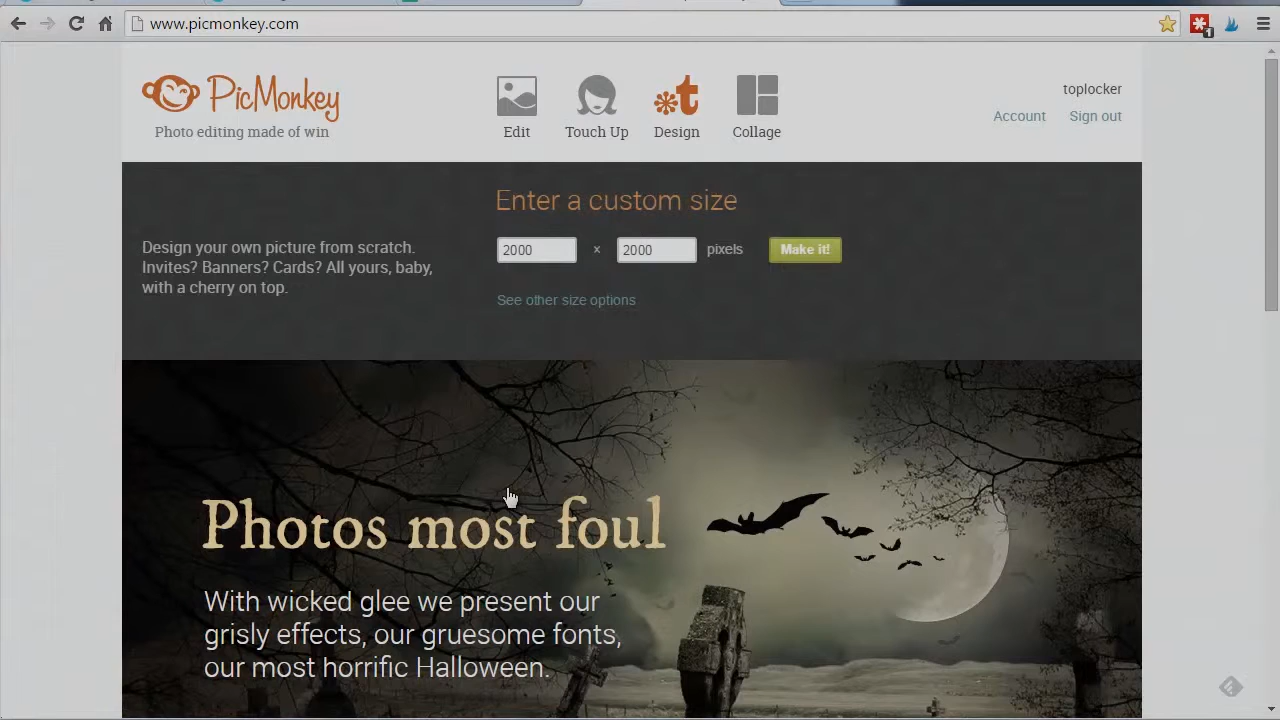 www.picmonkey.com
1
PicMonkey
Photo editing made of win
Edit
Touch Up
Design
Collage
toplocker
Account
Sign out
Enter a custom size
Design your own picture from scratch.
Invites? Banners? Cards? All yours, baby,
with a cherry on top.
2000 × 2000 pixels
Make it!
See other size options
Photos most foul
With wicked glee we present our
grisly effects, our gruesome fonts,
our most horrific Halloween.